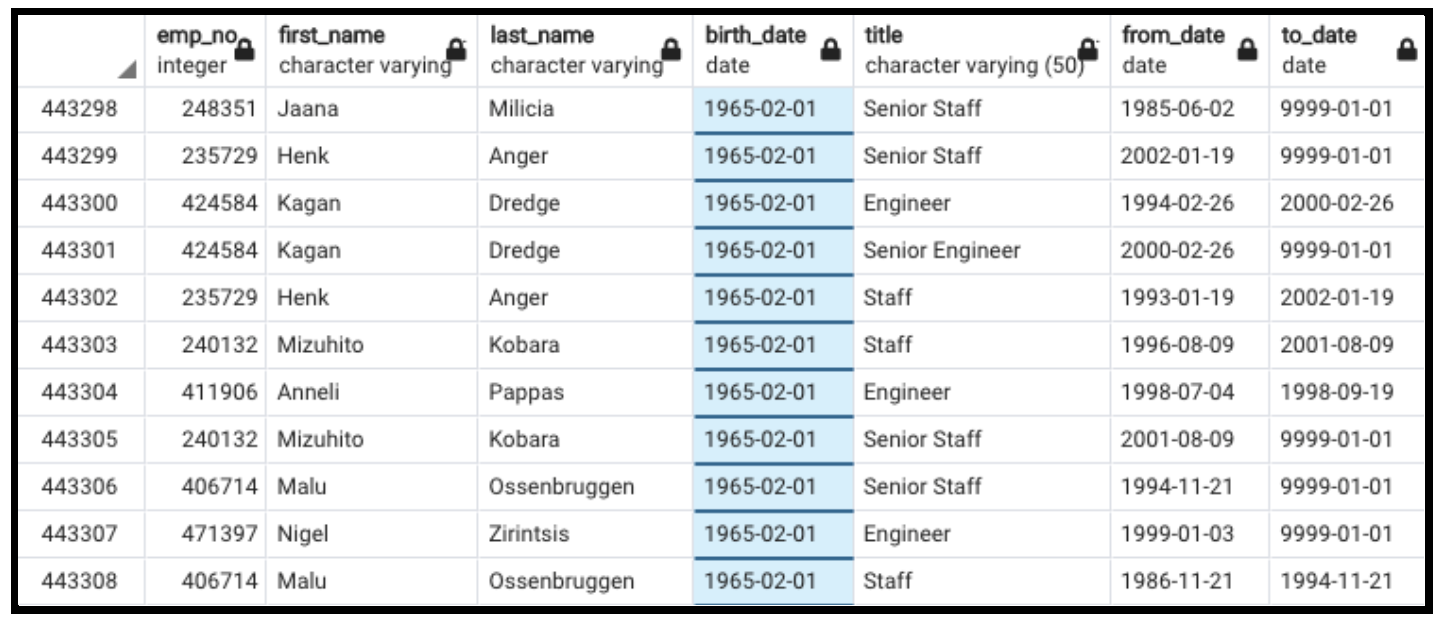 emp_no first_name last_name birth_date title from_date to_date
integer character varying character varying date character varying (50) date date
443298 248351 Jaana Milicia 1965-02-01 Senior Staff 1985-06-02 9999-01-01
443299 235729 Henk Anger 1965-02-01 Senior Staff 2002-01-19 9999-01-01
443300 424584 Kagan Dredge 1965-02-01 Engineer 1994-02-26 2000-02-26
443301 424584 Kagan Dredge 1965-02-01 Senior Engineer 2000-02-26 9999-01-01
443302 235729 Henk Anger 1965-02-01 Staff 1993-01-19 2002-01-19
443303 240132 Mizuhito Kobara 1965-02-01 Staff 1996-08-09 2001-08-09
443304 411906 Anneli Pappas 1965-02-01 Engineer 1998-07-04 1998-09-19
443305 240132 Mizuhito Kobara 1965-02-01 Senior Staff 2001-08-09 9999-01-01
443306 406714 Malu Ossenbruggen 1965-02-01 Senior Staff 1994-11-21 9999-01-01
443307 471397 Nigel Zirintsis 1965-02-01 Engineer 1999-01-03 9999-01-01
443308 406714 Malu Ossenbruggen 1965-02-01 Staff 1986-11-21 1994-11-21